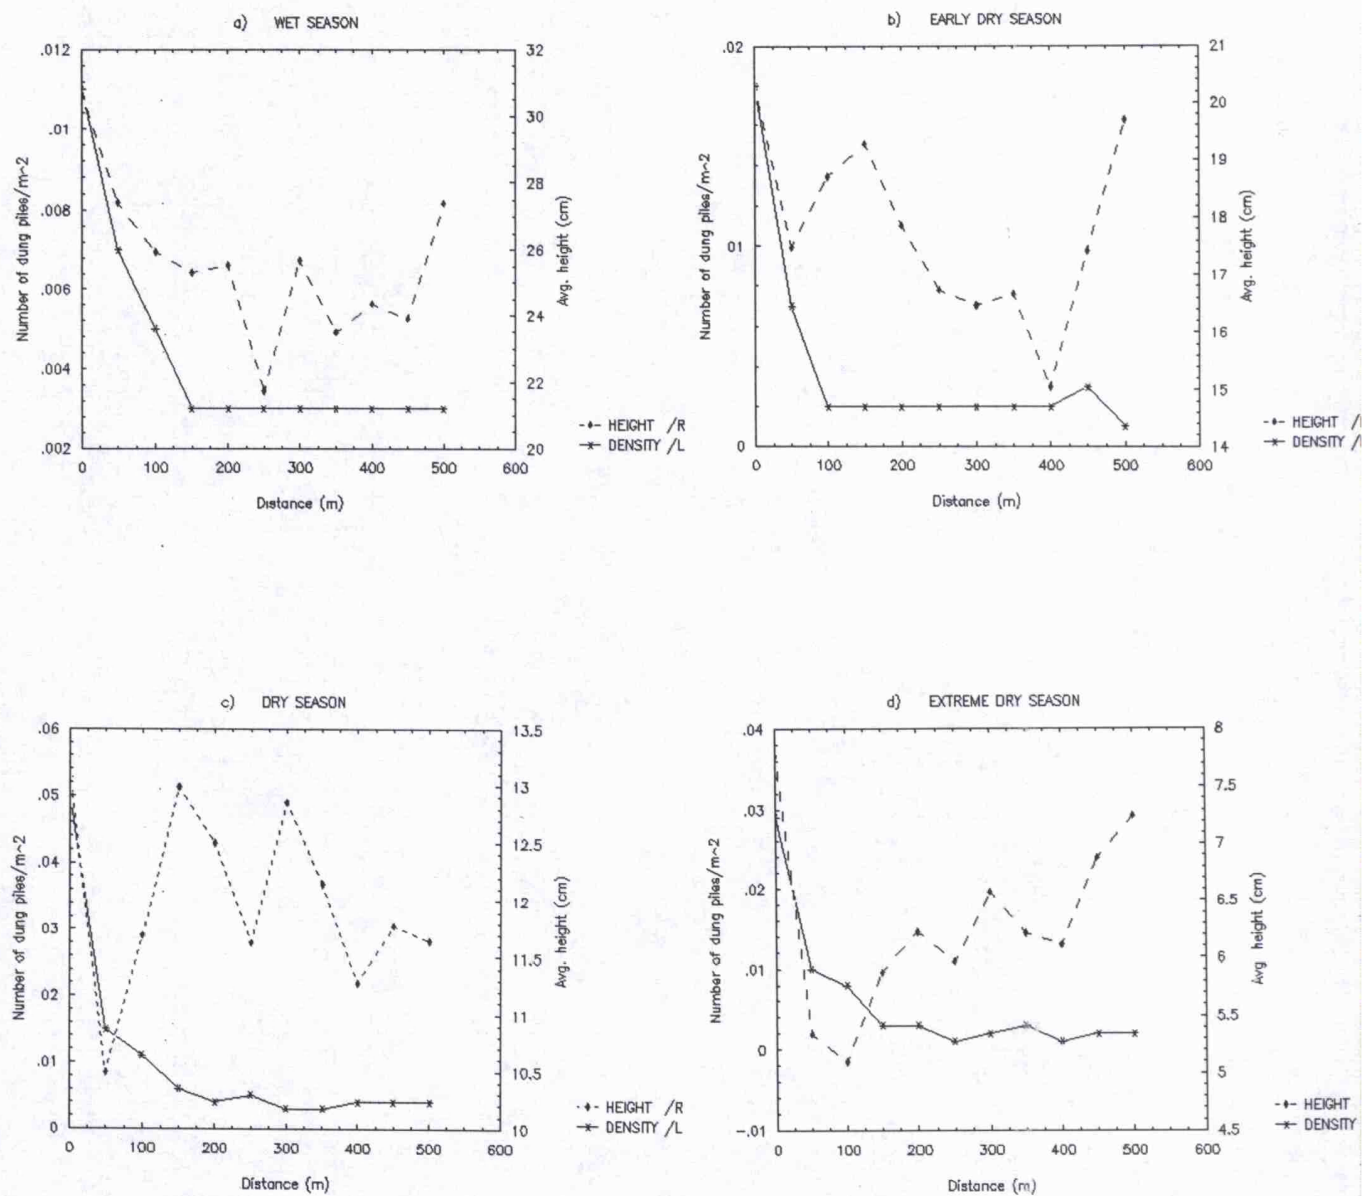 a) WET SEASON
.012
.01
.008
.006
.004
.002
32
30
28
26
24
22
20
0 100 200 300 400 500 600
Number of dung piles/m^2
Avg. height (cm)
Distance (m)
HEIGHT /R
DENSITY /L
b) EARLY DRY SEASON
.02
01
0
21
20
19
18
17
16
15
14
0 100 200 300 400 500 600
Number of dung piles/m^2
Avg. height (cm)
Distance (m)
HEIGHT /
DENSITY /
c) DRY SEASON
.06
.05
.04
.03
02
.01
0
13.5
13
12.5
12
11.5
11
10.5
10
0 100 200 300 400 500 600
Number of dung piles/m^2
Avg. height (cm)
Distance (m)
HEIGHT /R
DENSITY /L
d) EXTREME DRY SEASON
.04
.03
.02
.01
0
-.01
8
7.5
7
6.5
6
5.5
5
4.5
0 100 200 300 400 500 600
Number of dung piles/m^2
Avg height (cm)
Distance (m)
HEIGHT
DENSITY